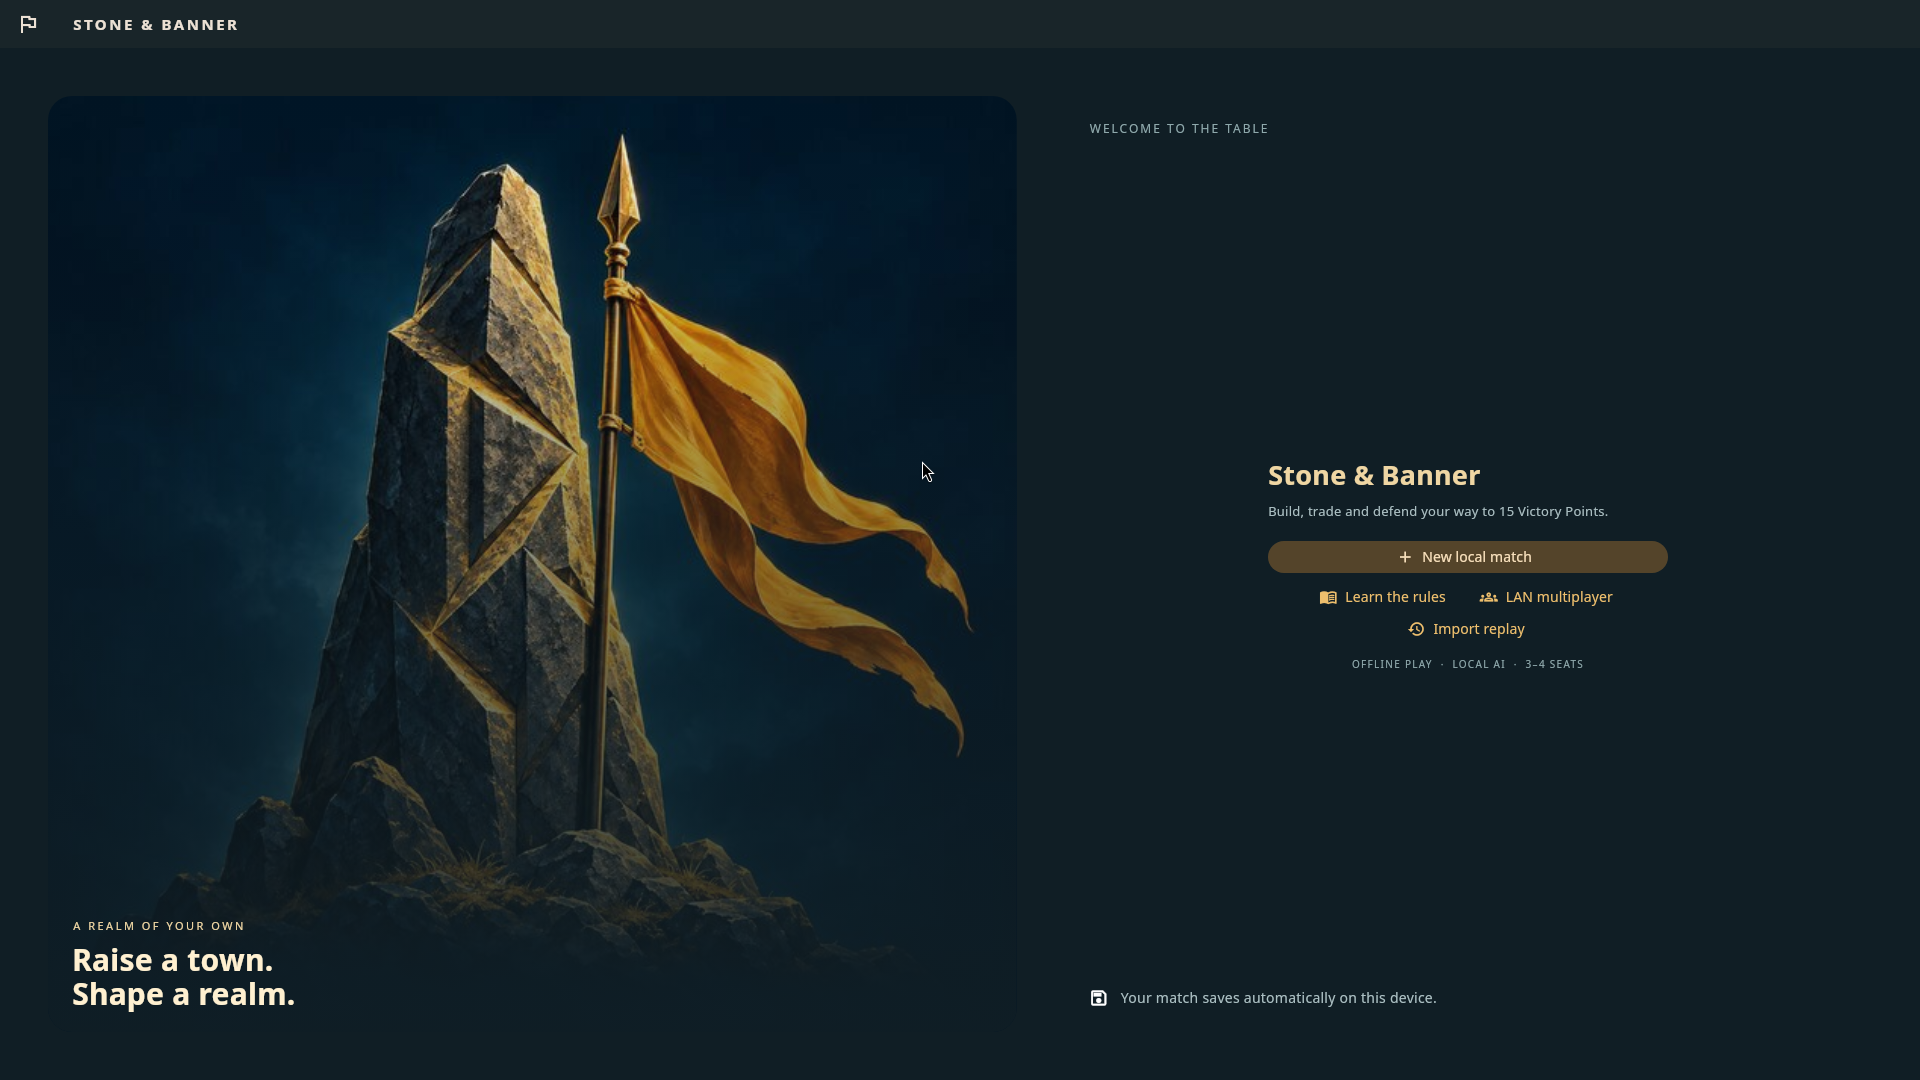 STONE & BANNER
WELCOME TO THE TABLE
Stone & Banner
Build, trade and defend your way to 15 Victory Points.
New local match
Learn the rules
LAN multiplayer
Import replay
OFFLINE PLAY · LOCAL AI · 3–4 SEATS
A REALM OF YOUR OWN
Raise a town.
Shape a realm.
Your match saves automatically on this device.